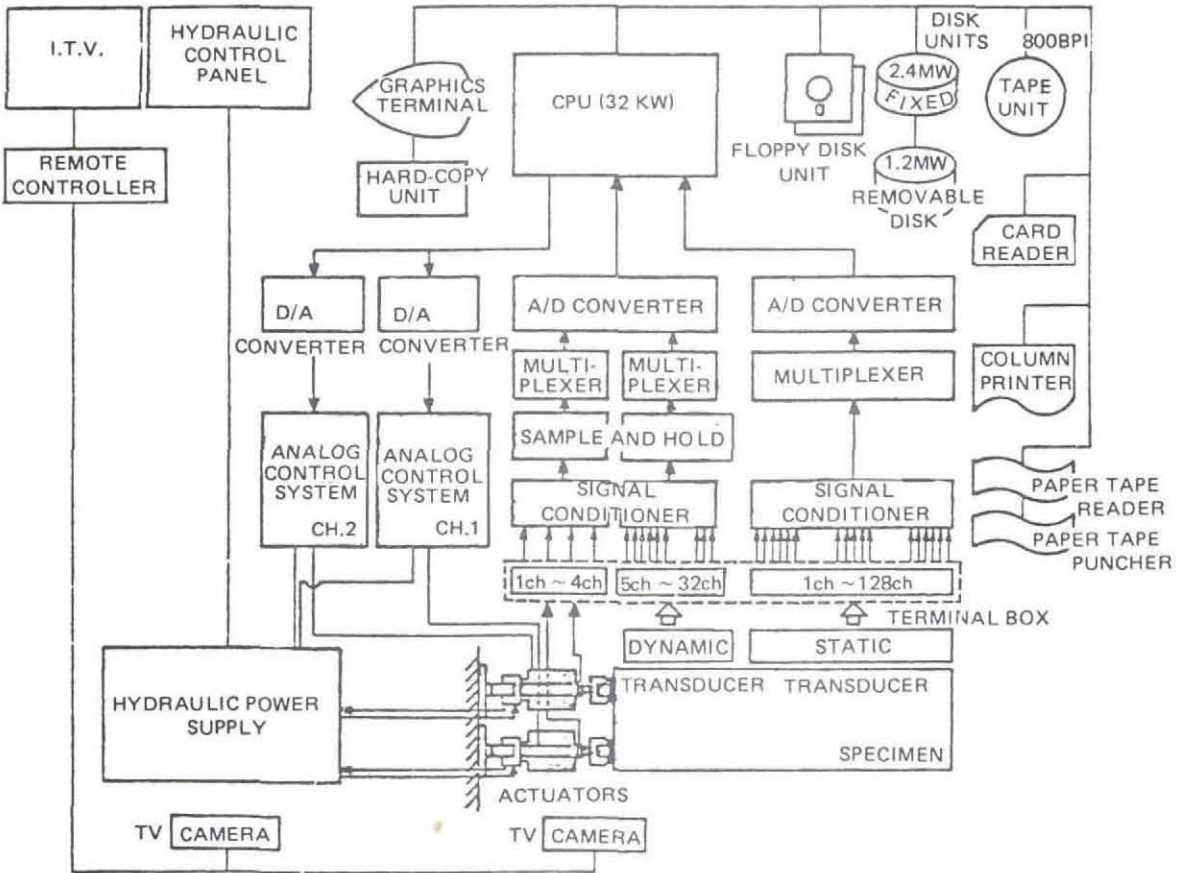 I.T.V.
HYDRAULIC
CONTROL
PANEL
REMOTE
CONTROLLER
GRAPHICS
TERMINAL
HARD-COPY
UNIT
CPU (32 KW)
FLOPPY DISK
UNIT
DISK
UNITS
2.4MW
FIXED
1.2MW
REMOVABLE
DISK
800BPI
TAPE
UNIT
CARD
READER
COLUMN
PRINTER
PAPER TAPE
READER
PAPER TAPE
PUNCHER
D/A
CONVERTER
D/A
CONVERTER
A/D CONVERTER
A/D CONVERTER
MULTI-
PLEXER
MULTI-
PLEXER
MULTIPLEXER
SAMPLE AND HOLD
ANALOG
CONTROL
SYSTEM
CH.2
ANALOG
CONTROL
SYSTEM
CH.1
SIGNAL
CONDITIONER
SIGNAL
CONDITIONER
1ch ~ 4ch
5ch ~ 32ch
1ch ~ 128ch
TERMINAL BOX
DYNAMIC
TRANSDUCER
STATIC
TRANSDUCER
SPECIMEN
HYDRAULIC POWER
SUPPLY
ACTUATORS
TV CAMERA
TV CAMERA